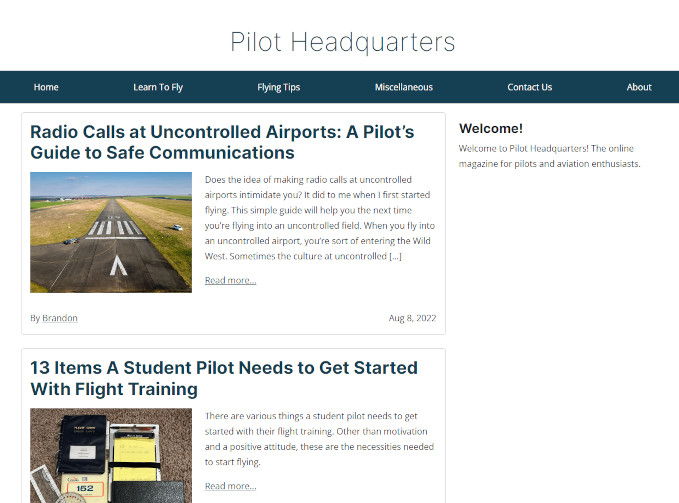 Pilot Headquarters
Home Learn To Fly Flying Tips Miscellaneous Contact Us About
Radio Calls at Uncontrolled Airports: A Pilot’s
Guide to Safe Communications
Does the idea of making radio calls at uncontrolled
airports intimidate you? It did to me when I first started
flying. This simple guide will help you the next time
you’re flying into an uncontrolled field. When you fly into
an uncontrolled airport, you’re sort of entering the Wild
West. Sometimes the culture at uncontrolled […]
Read more...
By Brandon Aug 8, 2022
13 Items A Student Pilot Needs to Get Started
With Flight Training
There are various things a student pilot needs to get
started with their flight training. Other than motivation
and a positive attitude, these are the necessities needed
to start flying.
Read more...
152
Welcome!
Welcome to Pilot Headquarters! The online
magazine for pilots and aviation enthusiasts.